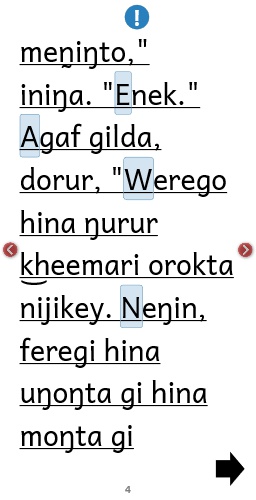 meṉiŋto,"
iniŋa. "Enek."
Agaf gilda,
dorur, "Werego
hina ŋurur
kheemari orokta
nijikey. Neŋin,
feregi hina
uŋoŋta gi hina
moŋta gi
4